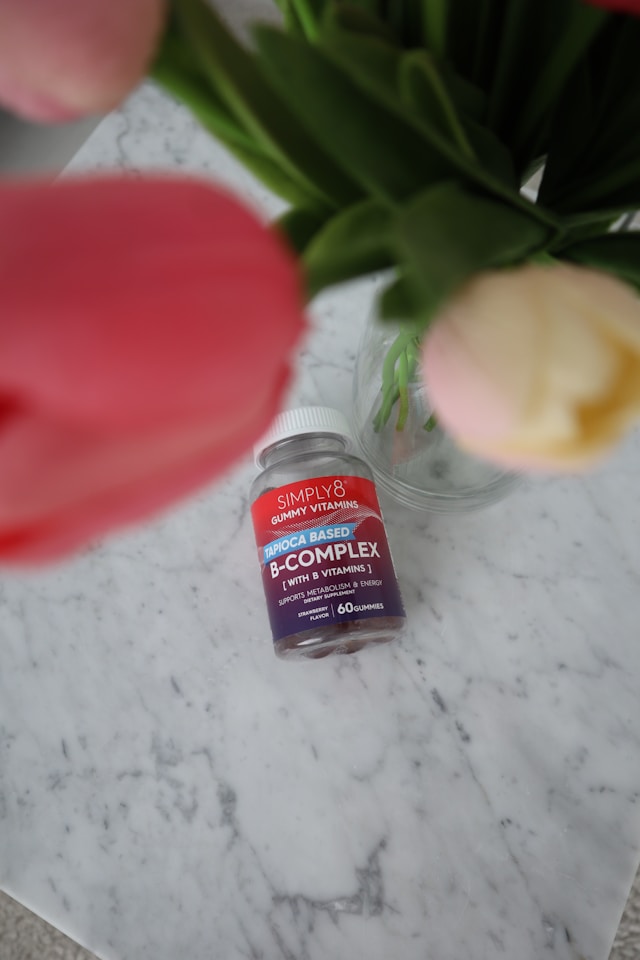 SIMPLY8
GUMMY VITAMINS
TAPIOCA BASED
B-COMPLEX
[ WITH B VITAMINS ]
SUPPORTS METABOLISM & ENERGY
DIETARY SUPPLEMENT
STRAWBERRY
FLAVOR
60 GUMMIES